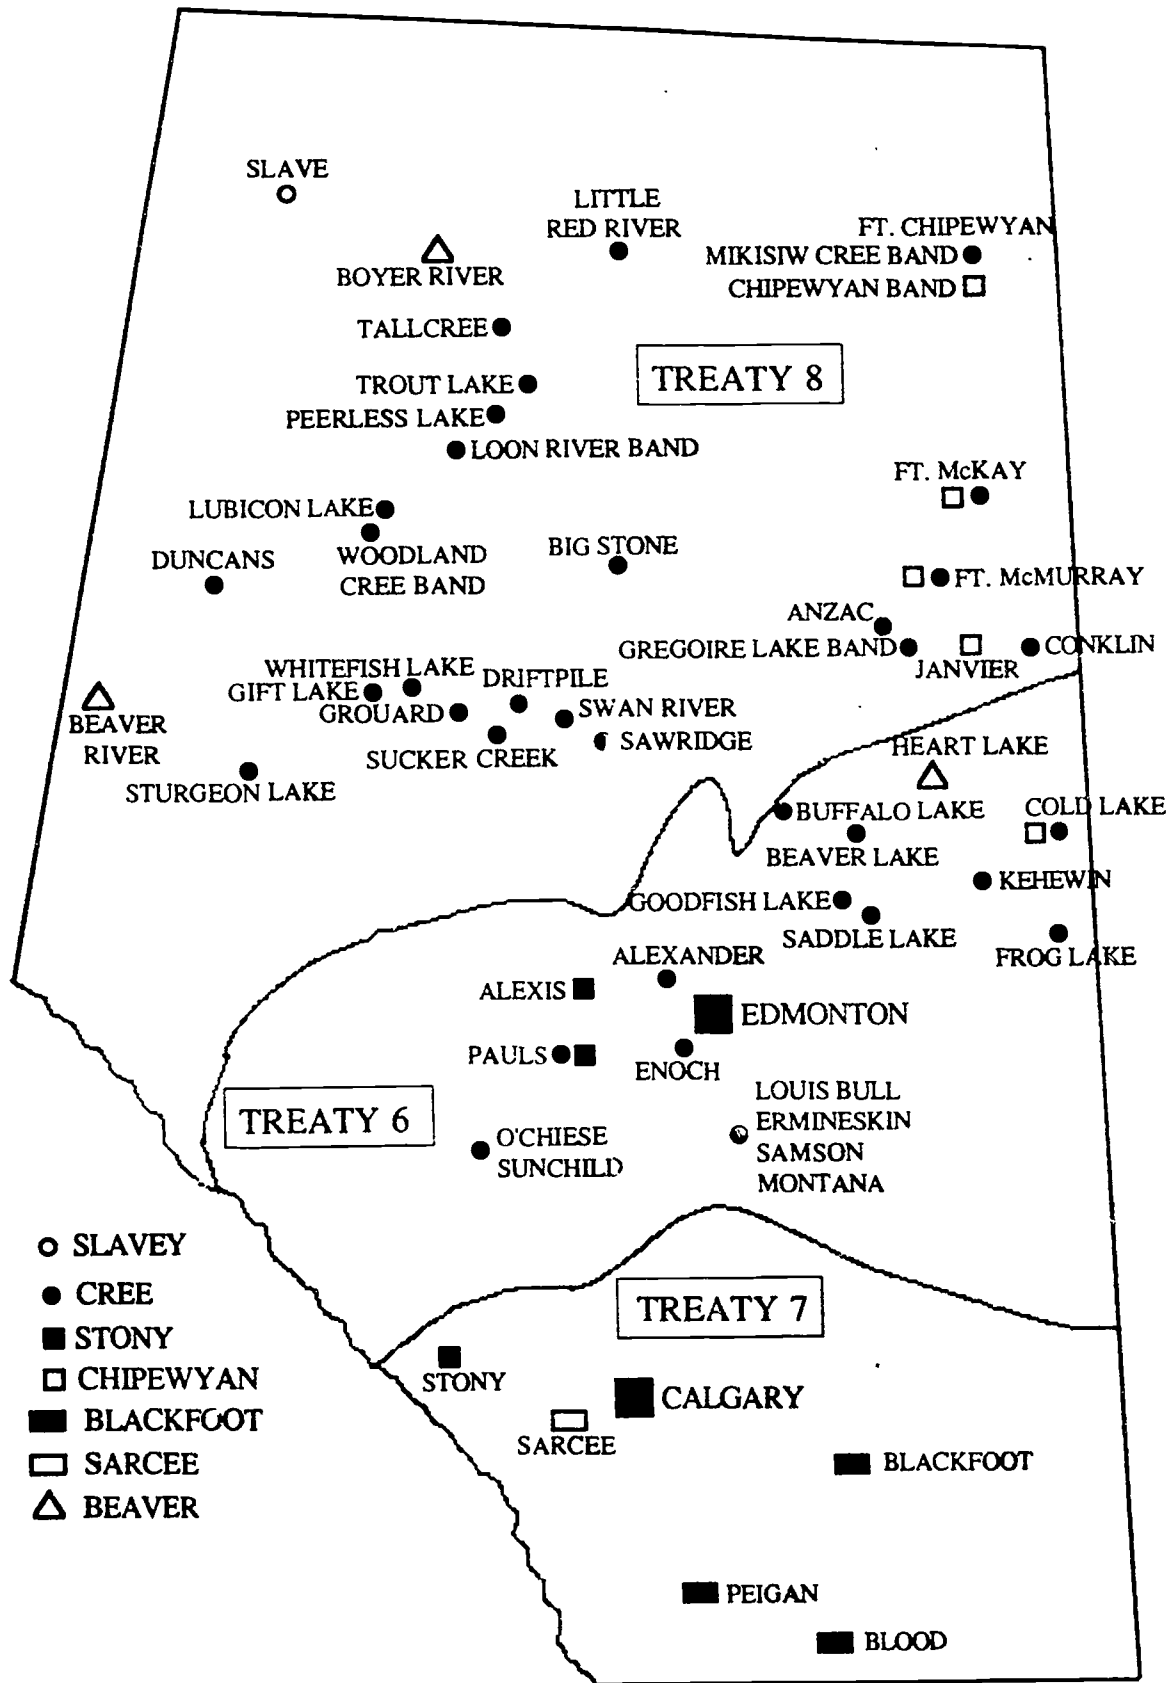 SLAVE
LITTLE
RED RIVER
FT. CHIPEWYAN
MIKISIW CREE BAND
CHIPEWYAN BAND
BOYER RIVER
TALLCREE
TREATY 8
TROUT LAKE
PEERLESS LAKE
LOON RIVER BAND
FT. McKAY
LUBICON LAKE
WOODLAND
CREE BAND
DUNCANS
BIG STONE
FT. McMURRAY
ANZAC
GREGOIRE LAKE BAND
JANVIER
CONKLIN
WHITEFISH LAKE
GIFT LAKE
DRIFTPILE
GROUARD
SWAN RIVER
BEAVER
RIVER
SUCKER CREEK
SAWRIDGE
HEART LAKE
STURGEON LAKE
BUFFALO LAKE
COLD LAKE
BEAVER LAKE
KEHEWIN
GOODFISH LAKE
SADDLE LAKE
FROG LAKE
ALEXANDER
ALEXIS
EDMONTON
PAULS
ENOCH
LOUIS BULL
ERMINESKIN
SAMSON
MONTANA
TREATY 6
O'CHIESE
SUNCHILD
SLAVEY
CREE
STONY
CHIPEWYAN
BLACKFOOT
SARCEE
BEAVER
TREATY 7
STONY
CALGARY
SARCEE
BLACKFOOT
PEIGAN
BLOOD